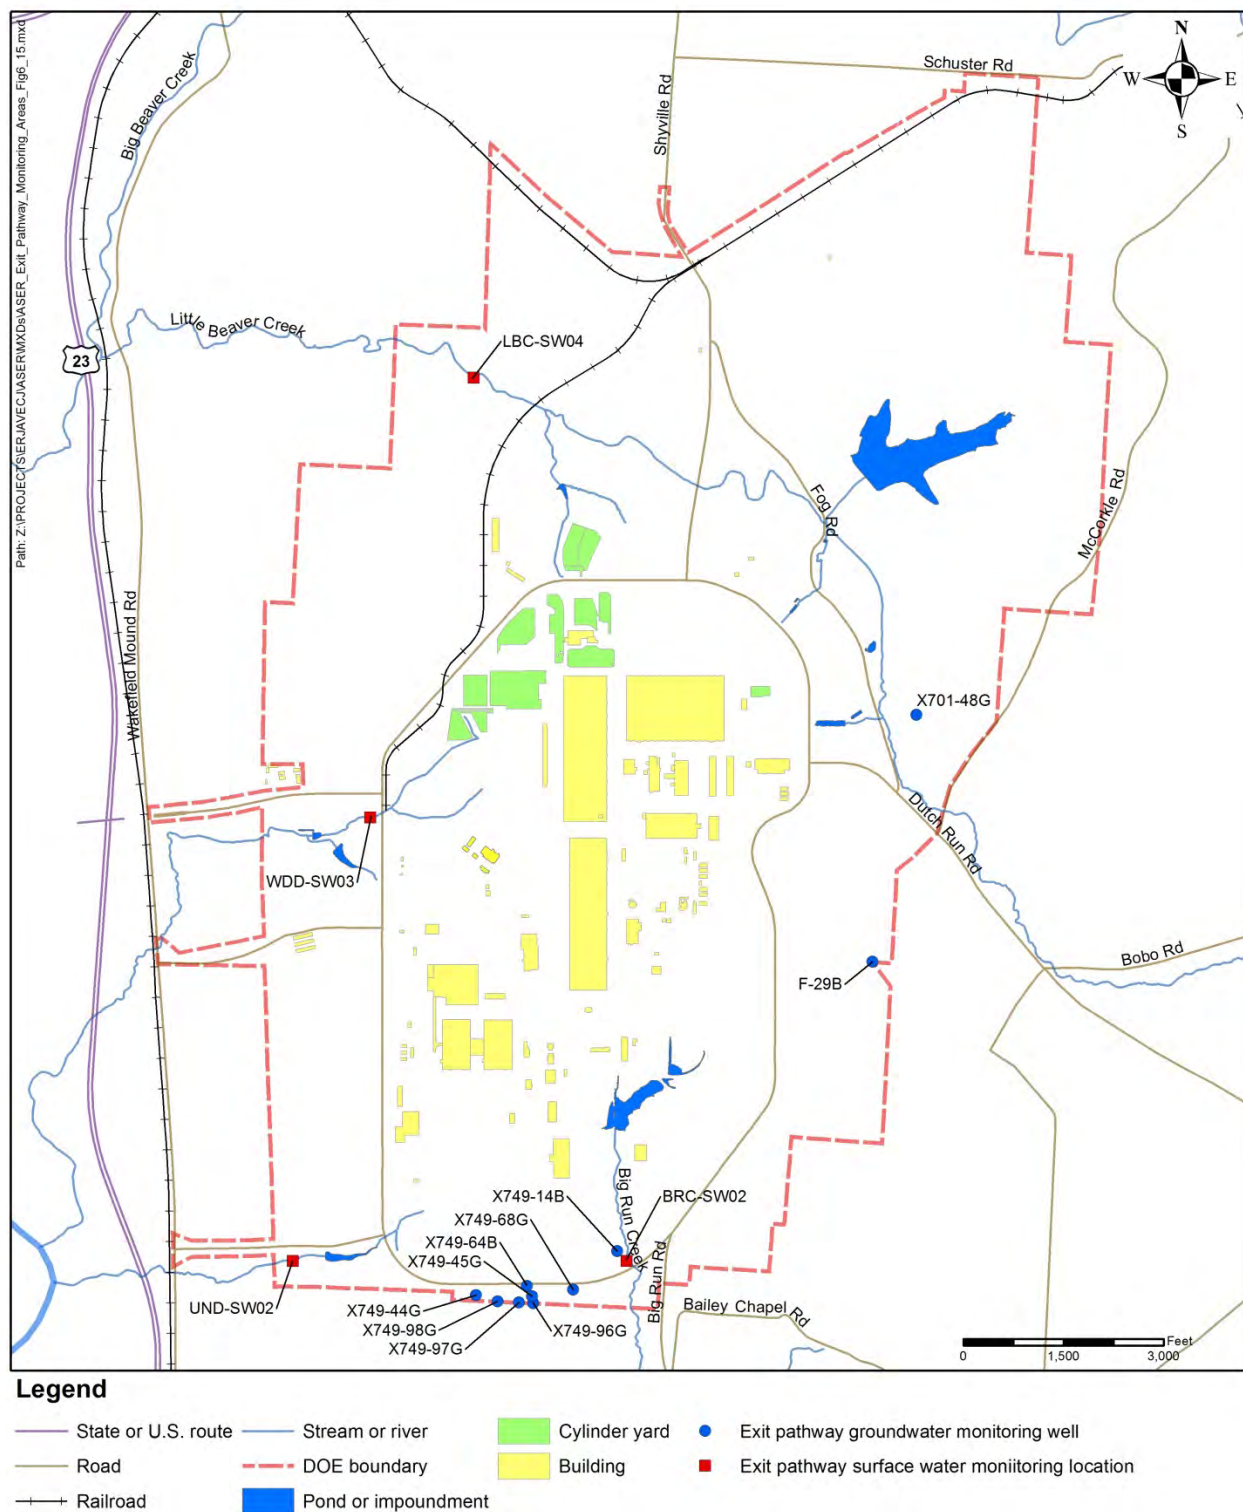 Path: Z:\PROJECTS\ERJAVECJ\ASER\MXDs\ASER_Exit_Pathway_Monitoring_Areas_Fig6_15.mxd
N
W
E
S
Schuster Rd
Shyville Rd
Big Beaver Creek
Little Beaver Creek
23
LBC-SW04
Fog Rd
McCorkle Rd
Wakefield Mound Rd
X701-48G
Dutch Run Rd
WDD-SW03
Bobo Rd
F-29B
Big Run Creek
X749-14B
BRC-SW02
X749-68G
X749-64B
X749-45G
Big Run Rd
UND-SW02
X749-44G
X749-98G
X749-97G
X749-96G
Bailey Chapel Rd
Feet
0 1,500 3,000
Legend
State or U.S. route
Stream or river
Cylinder yard
Exit pathway groundwater monitoring well
Road
DOE boundary
Building
Exit pathway surface water moniitoring location
Railroad
Pond or impoundment